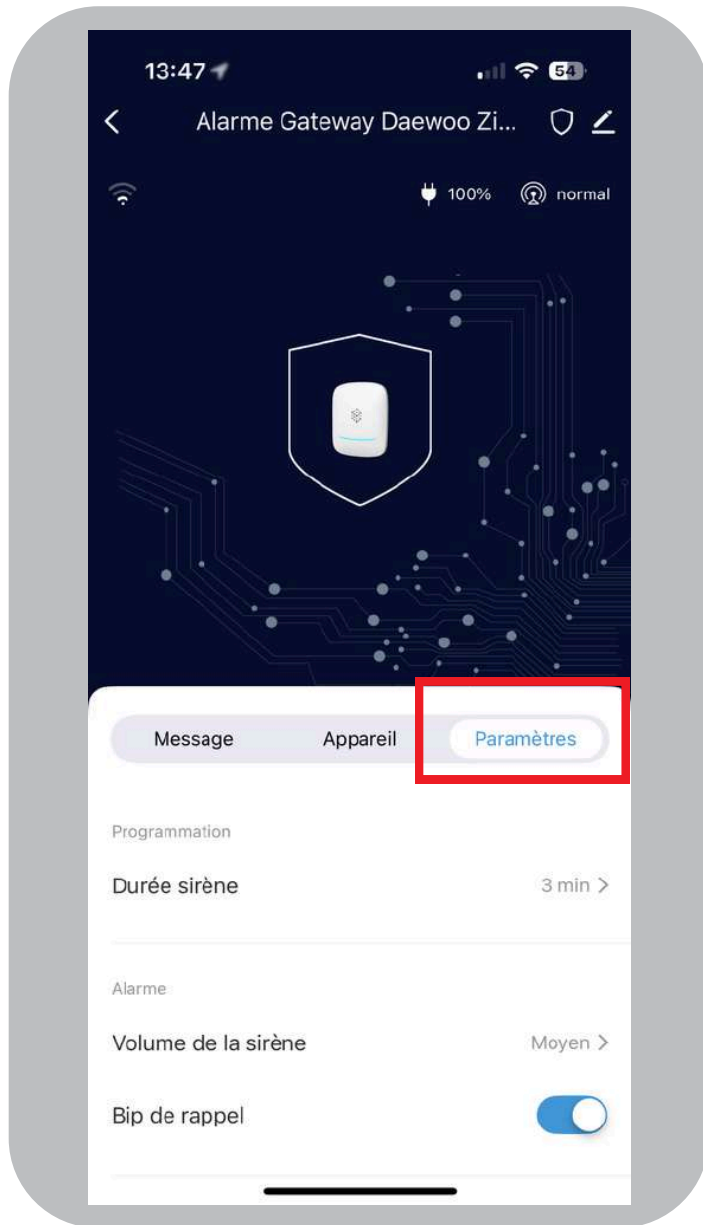 13:47 54
Alarme Gateway Daewoo Zi...
100% normal
Message Appareil Paramètres
Programmation
Durée sirène 3 min
Alarme
Volume de la sirène Moyen
Bip de rappel